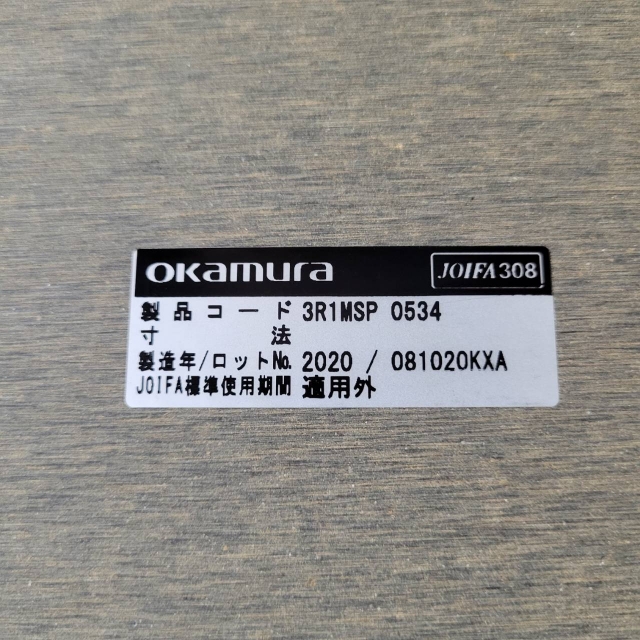 okamura JOIFA308
製品コード 3R1MSP 0534
寸法
製造年/ロットNo. 2020 / 081020KXA
JOIFA標準使用期間 適用外